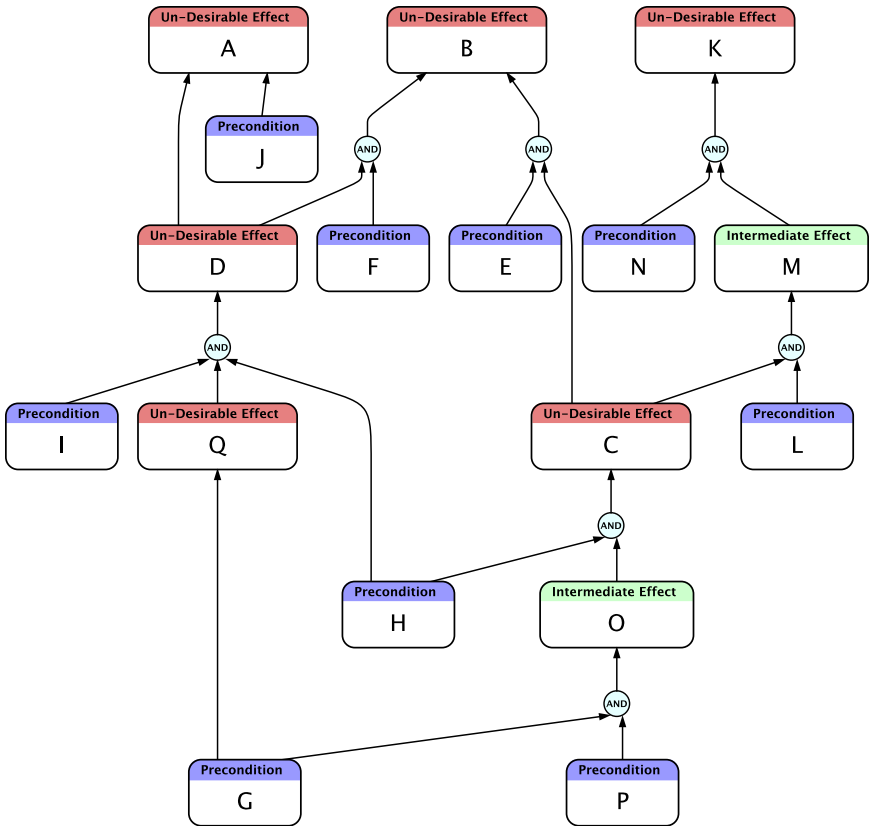 Un-Desirable Effect
A
Un-Desirable Effect
B
Un-Desirable Effect
K
Precondition
J
AND
AND
AND
Un-Desirable Effect
D
Precondition
F
Precondition
E
Precondition
N
Intermediate Effect
M
AND
AND
Precondition
I
Un-Desirable Effect
Q
Un-Desirable Effect
C
Precondition
L
AND
Precondition
H
Intermediate Effect
O
AND
Precondition
G
Precondition
P